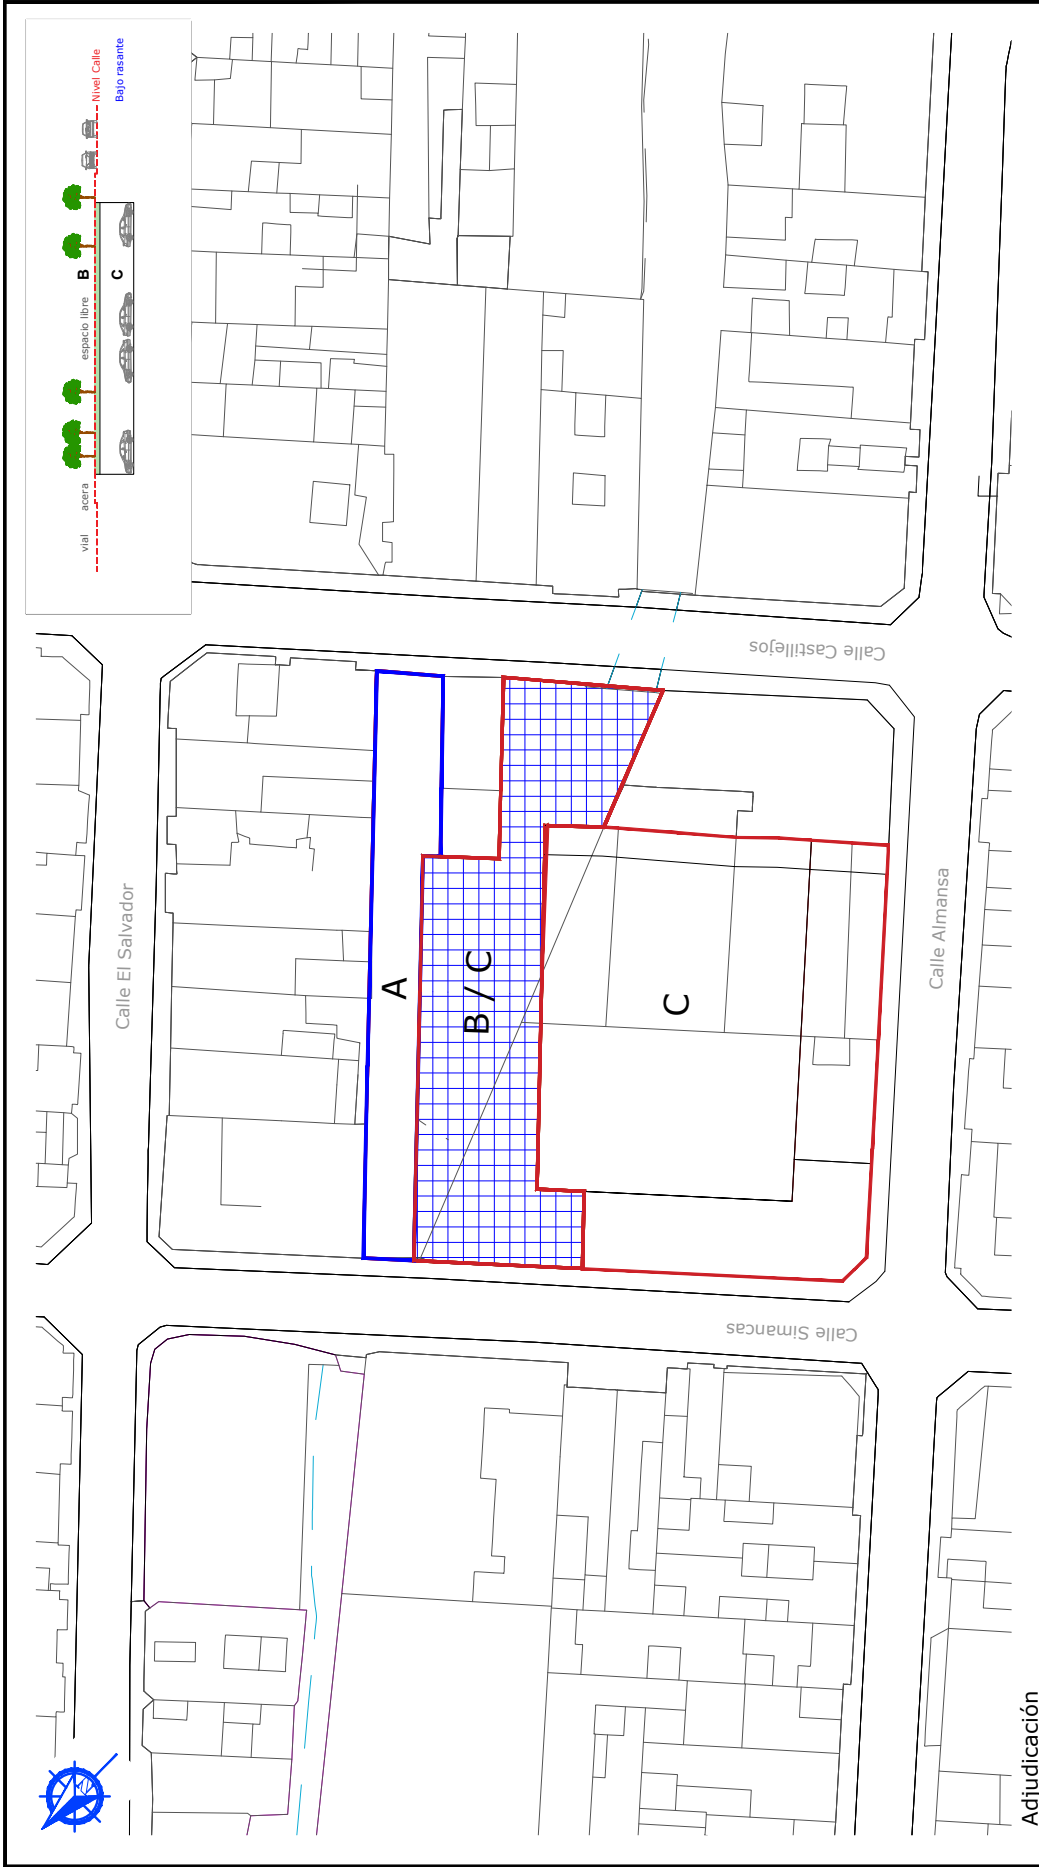 Nivel Calle
Bajo rasante
B
C
espacio libre
acera
vial
Calle Castillejos
Calle El Salvador
A
B / C
C
Calle Almansa
Calle Simancas
Adjudicación